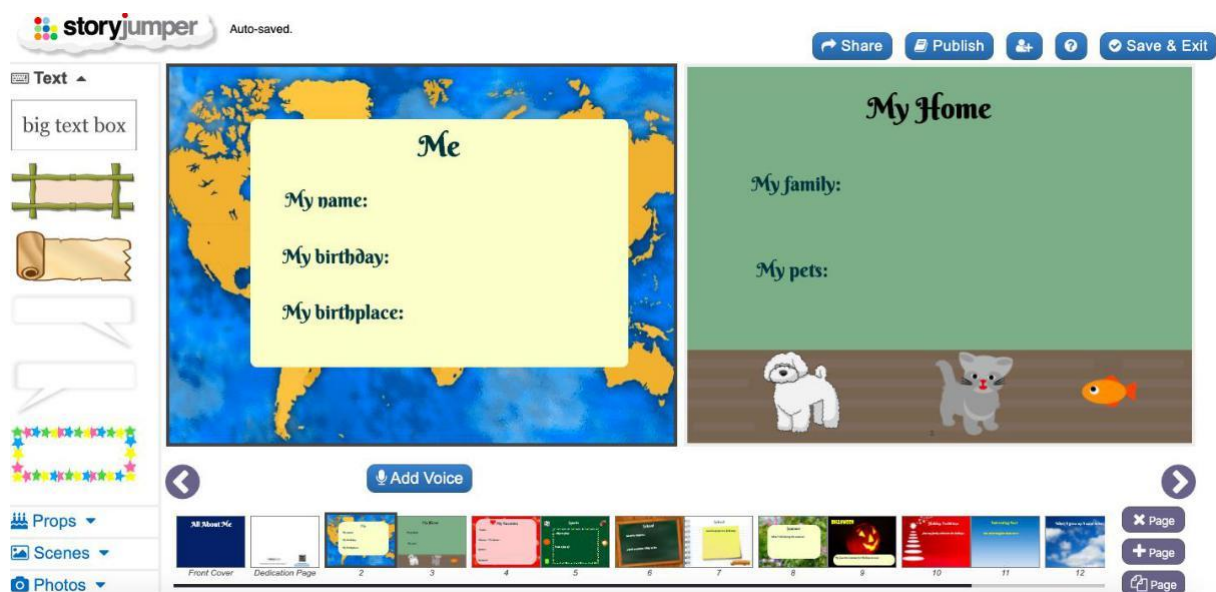 storyjumper
Auto-saved.
Share
Publish
?
Save & Exit
Text
big text box
Me
My name:
My birthday:
My birthplace:
My Home
My family:
My pets:
Add Voice
Props
Scenes
Photos
All About Me
Front Cover
Dedication Page
2
3
4
5
6
7
8
9
10
11
12
Page
Page
Page